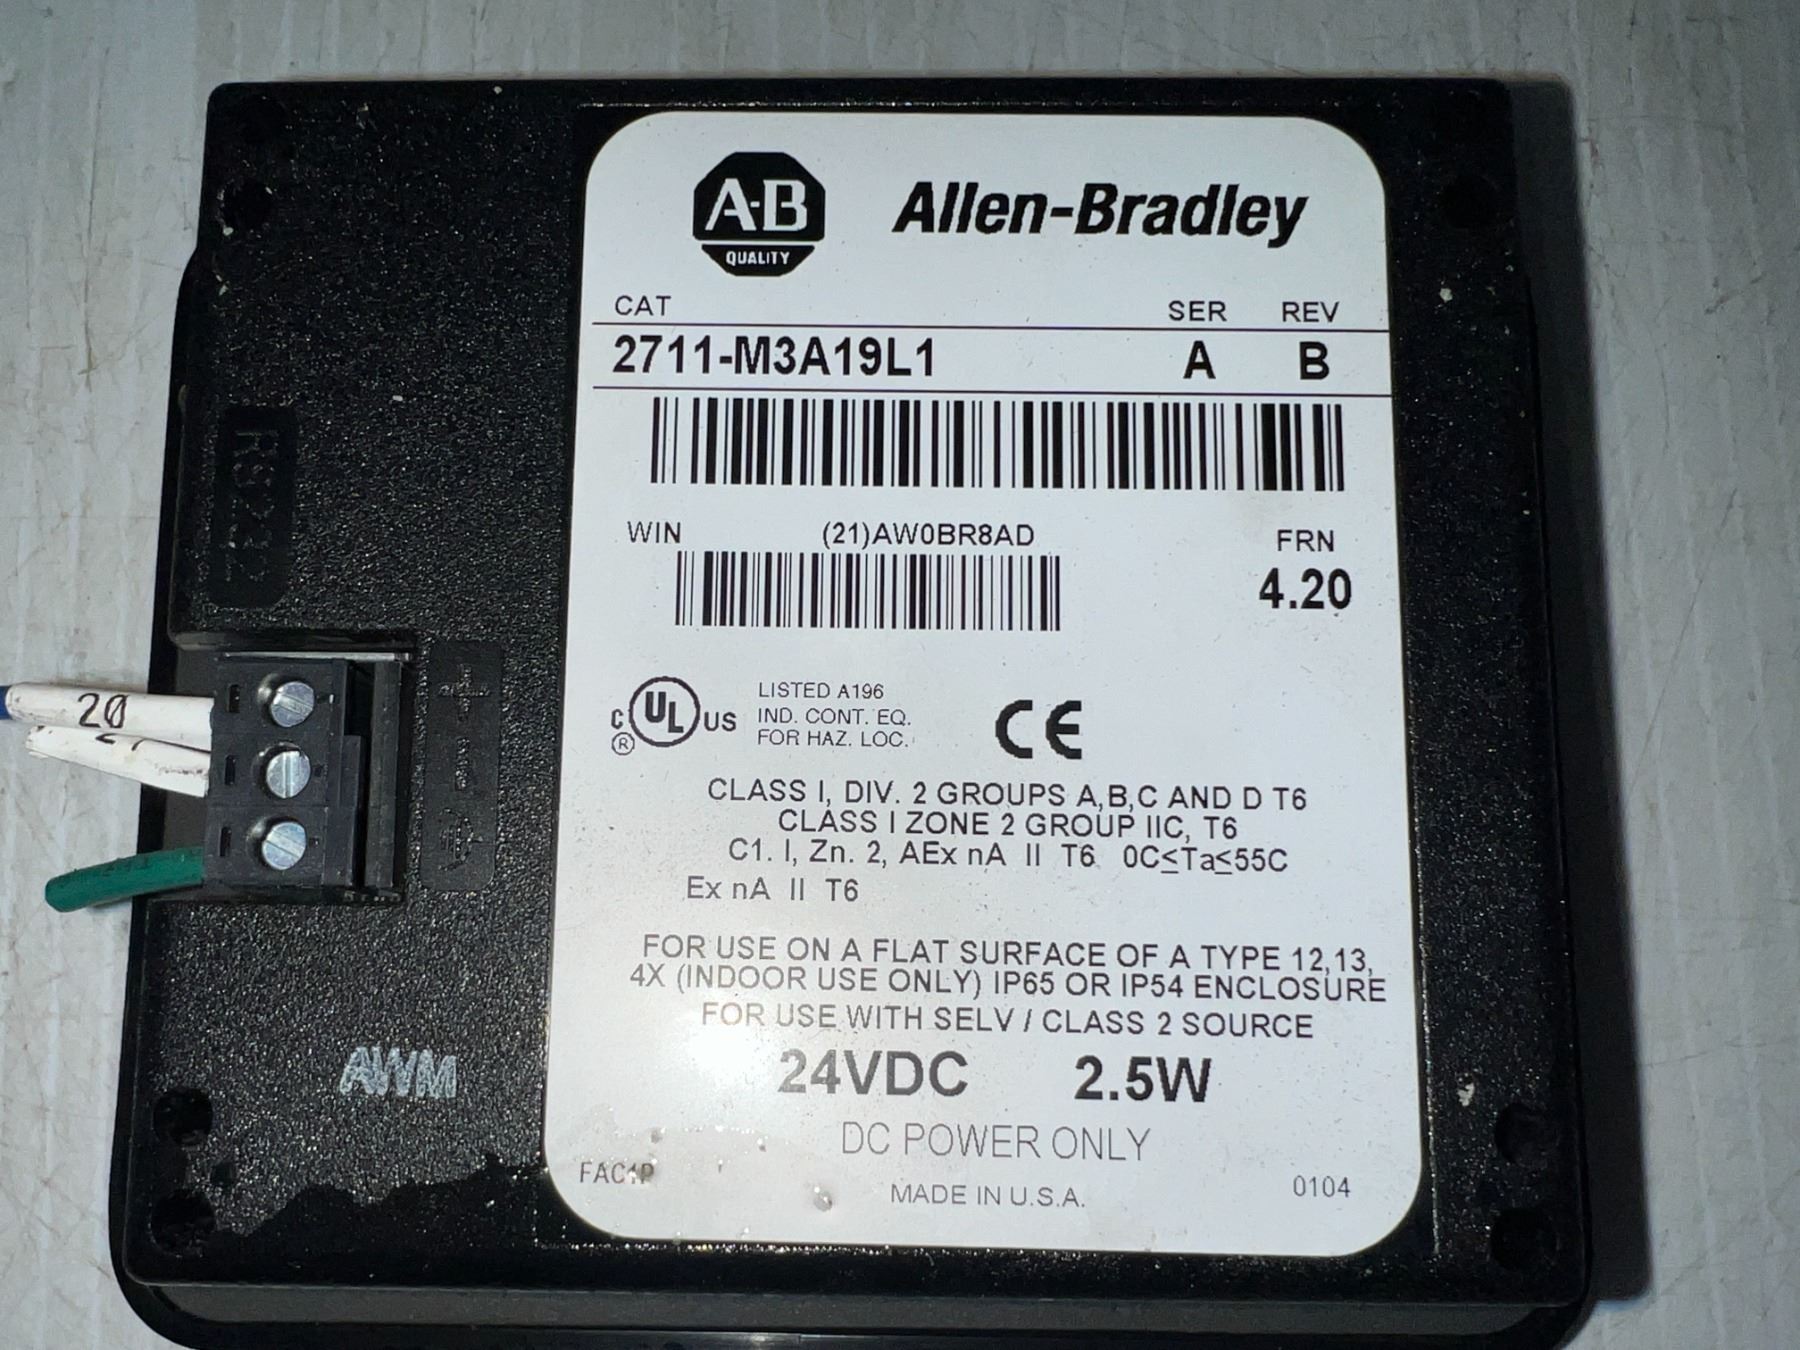 A-B
QUALITY
Allen-Bradley
CAT SER REV
2711-M3A19L1 A B
WIN (21)AW0BR8AD FRN
4.20
RS232
20
+
-
C UL US
®
LISTED A196
IND. CONT. EQ.
FOR HAZ. LOC.
CE
CLASS I, DIV. 2 GROUPS A,B,C AND D T6
CLASS I ZONE 2 GROUP IIC, T6
C1. I, Zn. 2, AEx nA II T6 0C≤Ta≤55C
Ex nA II T6
FOR USE ON A FLAT SURFACE OF A TYPE 12,13,
4X (INDOOR USE ONLY) IP65 OR IP54 ENCLOSURE
FOR USE WITH SELV / CLASS 2 SOURCE
24VDC 2.5W
DC POWER ONLY
FAC1P MADE IN U.S.A. 0104
AWM